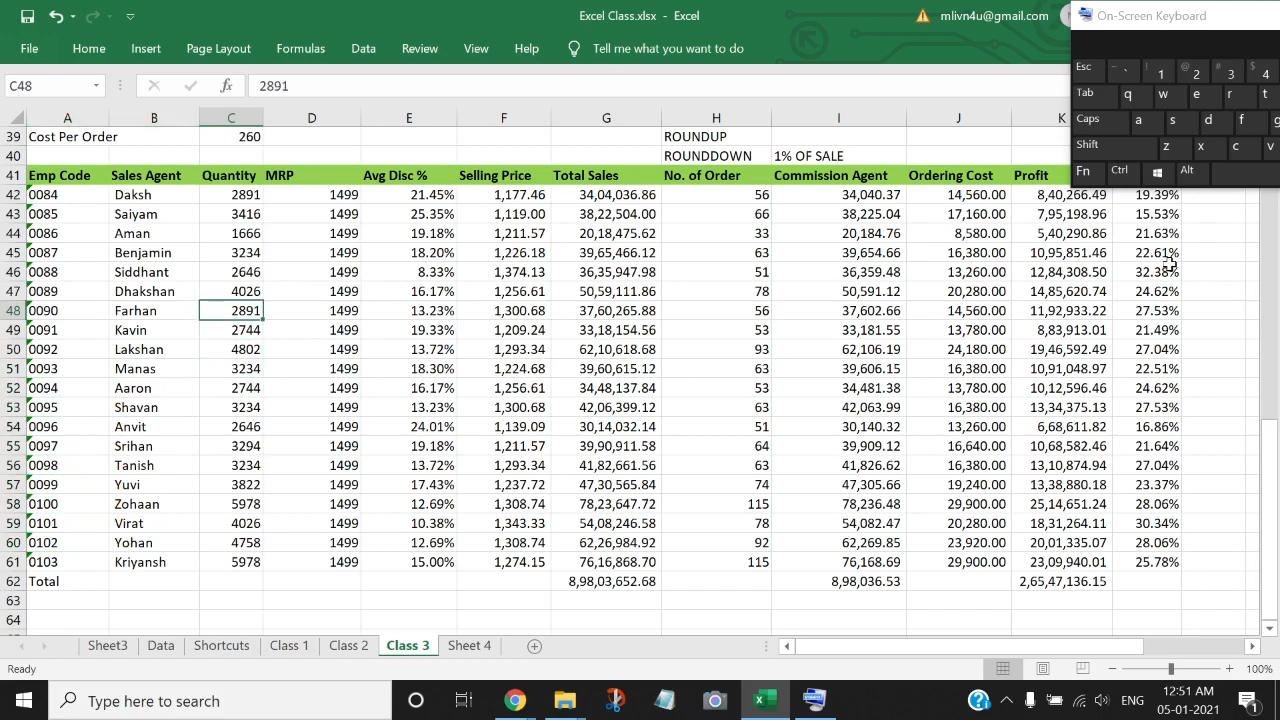 Excel Class.xlsx - Excel
mlivn4u@gmail.com
On-Screen Keyboard
File Home Insert Page Layout Formulas Data Review View Help Tell me what you want to do
Esc ~ ` ! 1 @ 2 # 3 $ 4
Tab q w e r t
Caps a s d f g
Shift z x c v
Fn Ctrl Alt
C48 fx 2891
A B C D E F G H I J K
39 Cost Per Order 260 ROUNDUP
40 ROUNDDOWN 1% OF SALE
41 Emp Code Sales Agent Quantity MRP Avg Disc % Selling Price Total Sales No. of Order Commission Agent Ordering Cost Profit
42 0084 Daksh 2891 1499 21.45% 1,177.46 34,04,036.86 56 34,040.37 14,560.00 8,40,266.49 19.39%
43 0085 Saiyam 3416 1499 25.35% 1,119.00 38,22,504.00 66 38,225.04 17,160.00 7,95,198.96 15.53%
44 0086 Aman 1666 1499 19.18% 1,211.57 20,18,475.62 33 20,184.76 8,580.00 5,40,290.86 21.63%
45 0087 Benjamin 3234 1499 18.20% 1,226.18 39,65,466.12 63 39,654.66 16,380.00 10,95,851.46 22.61%
46 0088 Siddhant 2646 1499 8.33% 1,374.13 36,35,947.98 51 36,359.48 13,260.00 12,84,308.50 32.38%
47 0089 Dhakshan 4026 1499 16.17% 1,256.61 50,59,111.86 78 50,591.12 20,280.00 14,85,620.74 24.62%
48 0090 Farhan 2891 1499 13.23% 1,300.68 37,60,265.88 56 37,602.66 14,560.00 11,92,933.22 27.53%
49 0091 Kavin 2744 1499 19.33% 1,209.24 33,18,154.56 53 33,181.55 13,780.00 8,83,913.01 21.49%
50 0092 Lakshan 4802 1499 13.72% 1,293.34 62,10,618.68 93 62,106.19 24,180.00 19,46,592.49 27.04%
51 0093 Manas 3234 1499 18.30% 1,224.68 39,60,615.12 63 39,606.15 16,380.00 10,91,048.97 22.51%
52 0094 Aaron 2744 1499 16.17% 1,256.61 34,48,137.84 53 34,481.38 13,780.00 10,12,596.46 24.62%
53 0095 Shavan 3234 1499 13.23% 1,300.68 42,06,399.12 63 42,063.99 16,380.00 13,34,375.13 27.53%
54 0096 Anvit 2646 1499 24.01% 1,139.09 30,14,032.14 51 30,140.32 13,260.00 6,68,611.82 16.86%
55 0097 Srihan 3294 1499 19.18% 1,211.57 39,90,911.58 64 39,909.12 16,640.00 10,68,582.46 21.64%
56 0098 Tanish 3234 1499 13.72% 1,293.34 41,82,661.56 63 41,826.62 16,380.00 13,10,874.94 27.04%
57 0099 Yuvi 3822 1499 17.43% 1,237.72 47,30,565.84 74 47,305.66 19,240.00 13,38,880.18 23.37%
58 0100 Zohaan 5978 1499 12.69% 1,308.74 78,23,647.72 115 78,236.48 29,900.00 25,14,651.24 28.06%
59 0101 Virat 4026 1499 10.38% 1,343.33 54,08,246.58 78 54,082.47 20,280.00 18,31,264.11 30.34%
60 0102 Yohan 4758 1499 12.69% 1,308.74 62,26,984.92 92 62,269.85 23,920.00 20,01,335.07 28.06%
61 0103 Kriyansh 5978 1499 15.00% 1,274.15 76,16,868.70 115 76,168.69 29,900.00 23,09,940.01 25.78%
62 Total 8,98,03,652.68 8,98,036.53 2,65,47,136.15
63
64
Sheet3 Data Shortcuts Class 1 Class 2 Class 3 Sheet 4
Ready 100%
Type here to search
ENG 12:51 AM
05-01-2021 1